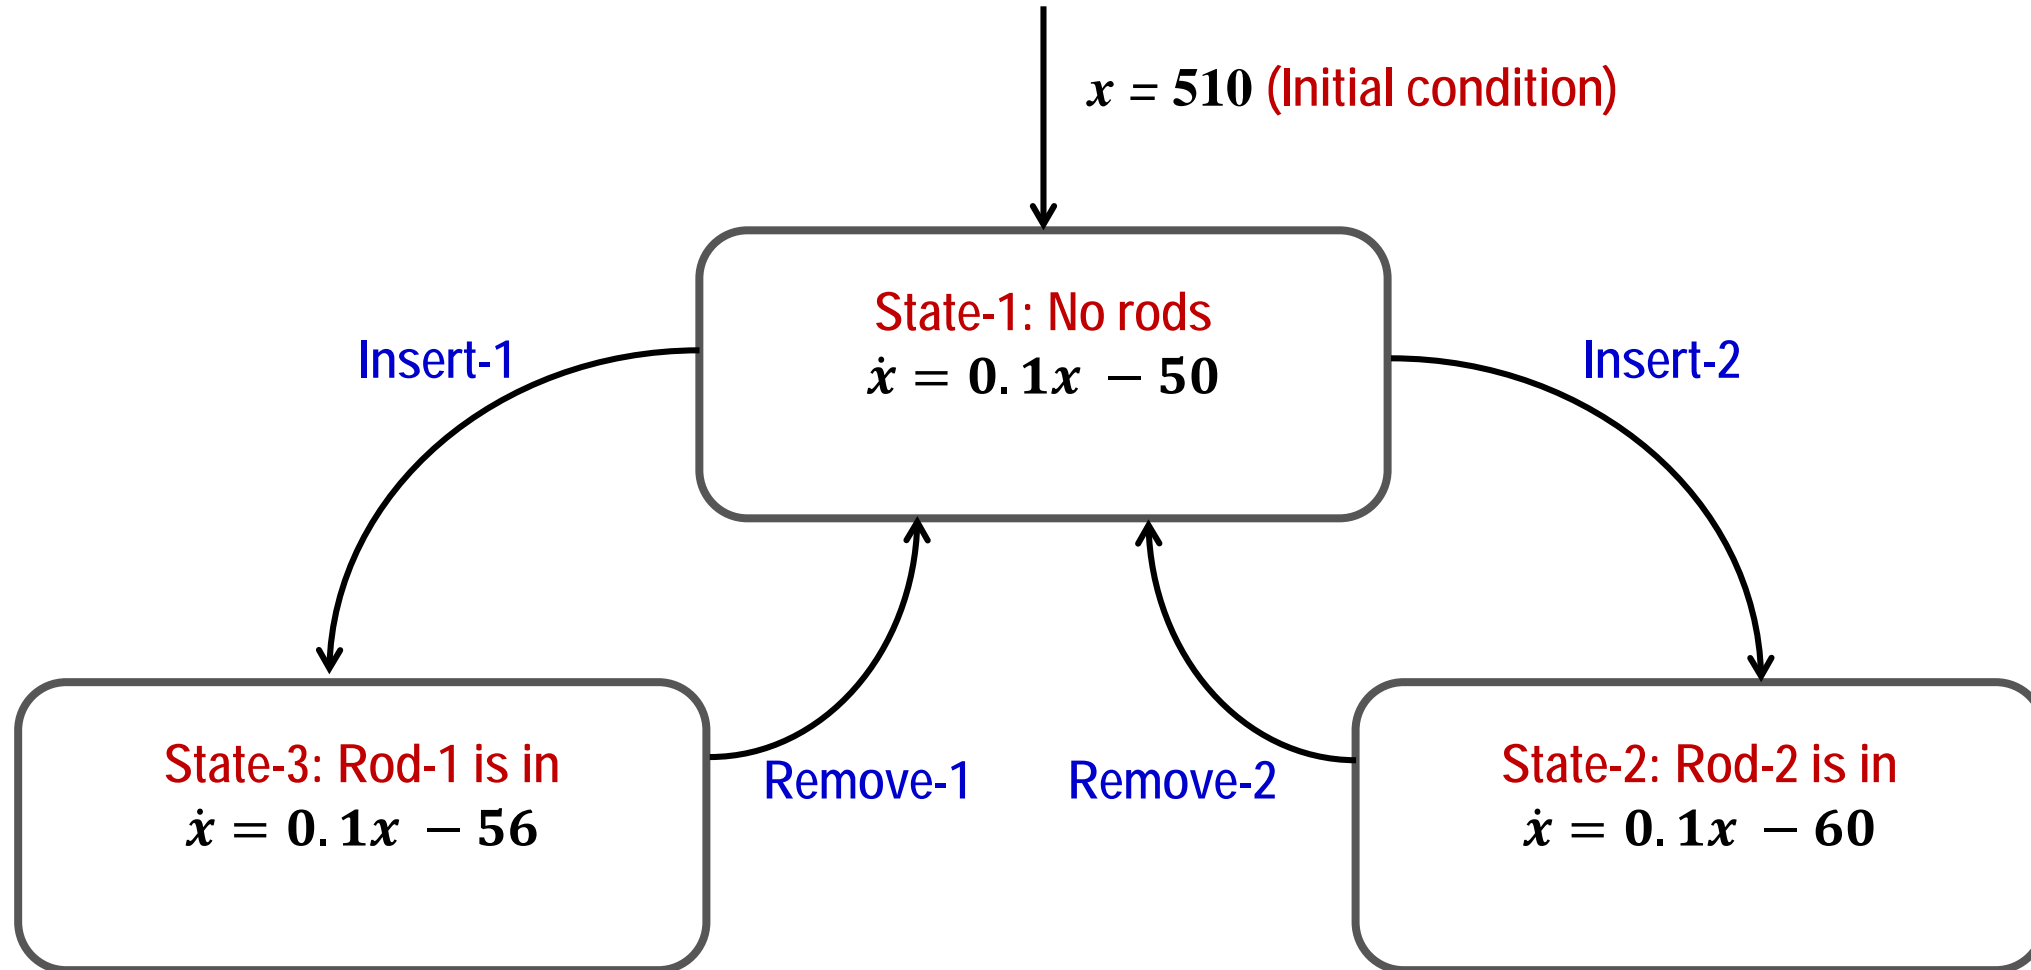 x = 510 (Initial condition)
State-1: No rods
ẋ = 0.1x − 50
Insert-1
Insert-2
Remove-1
Remove-2
State-3: Rod-1 is in
ẋ = 0.1x − 56
State-2: Rod-2 is in
ẋ = 0.1x − 60